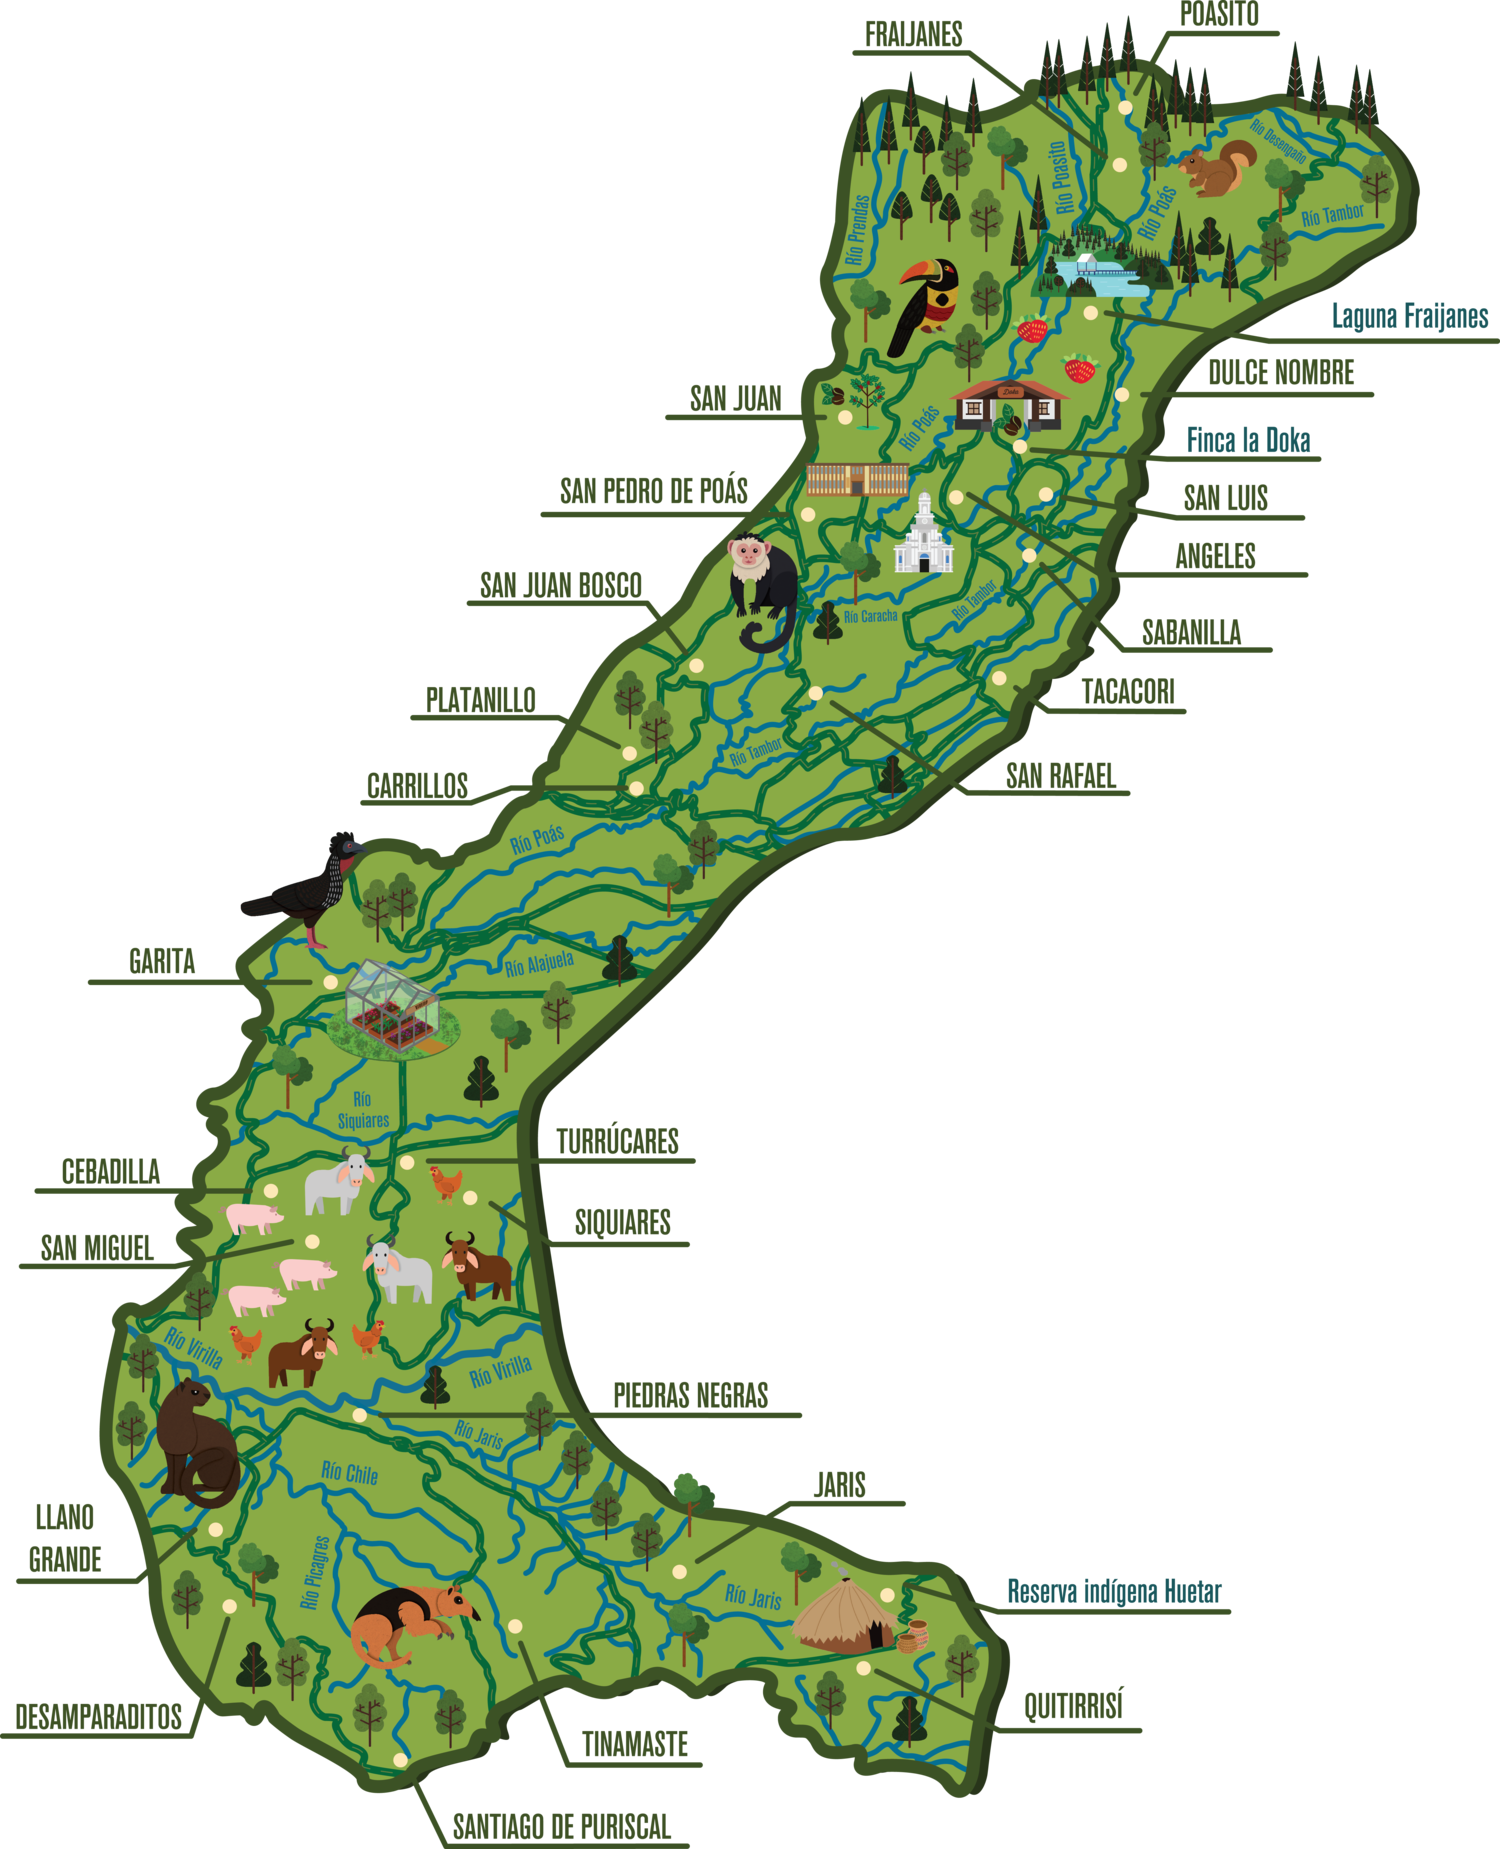 POASITO
FRAIJANES
Río Desengaño
Río Poasito
Río Poás
Río Tambor
Río Prendas
Laguna Fraijanes
DULCE NOMBRE
SAN JUAN
Doka
Río Poás
Finca la Doka
SAN PEDRO DE POÁS
SAN LUIS
ANGELES
SAN JUAN BOSCO
Río Caracha
Río Tambor
SABANILLA
TACACORI
PLATANILLO
Río Tambor
SAN RAFAEL
CARRILLOS
Río Poás
GARITA
Río Alajuela
Río
Siquiares
TURRÚCARES
CEBADILLA
SIQUIARES
SAN MIGUEL
Río Virilla
Río Virilla
PIEDRAS NEGRAS
Río Jaris
Río Chile
JARIS
LLANO
GRANDE
Río Picagres
Río Jaris
Reserva indígena Huetar
DESAMPARADITOS
QUITIRRISÍ
TINAMASTE
SANTIAGO DE PURISCAL